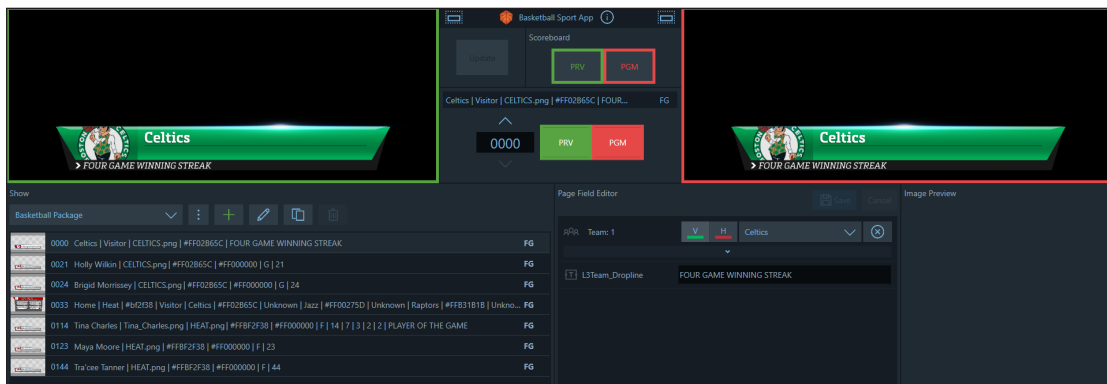 Basketball Sport App
Scoreboard
Update
PRV
PGM
Celtics | Visitor | CELTICS.png | #FF02B65C | FOUR...
FG
0000
PRV
PGM
Celtics
> FOUR GAME WINNING STREAK
Celtics
> FOUR GAME WINNING STREAK
Show
Basketball Package
0000 Celtics | Visitor | CELTICS.png | #FF02B65C | FOUR GAME WINNING STREAK FG
0021 Holly Wilkin | CELTICS.png | #FF02B65C | #FF000000 | G | 21 FG
0024 Brigid Morrissey | CELTICS.png | #FF02B65C | #FF000000 | G | 24 FG
0033 Home | Heat | #bf2f38 | Visitor | Celtics | #FF02B65C | Unknown | Jazz | #FF00275D | Unknown | Raptors | #FFB31B1B | Unkno... FG
0114 Tina Charles | Tina_Charles.png | HEAT.png | #FFBF2F38 | #FF000000 | F | 14 | 7 | 3 | 2 | 2 | PLAYER OF THE GAME FG
0123 Maya Moore | HEAT.png | #FFBF2F38 | #FF000000 | F | 23 FG
0144 Tra'cee Tanner | HEAT.png | #FFBF2F38 | #FF000000 | F | 44 FG
Page Field Editor
Save
Cancel
Team: 1
V
H
Celtics
L3Team_Dropline
FOUR GAME WINNING STREAK
Image Preview